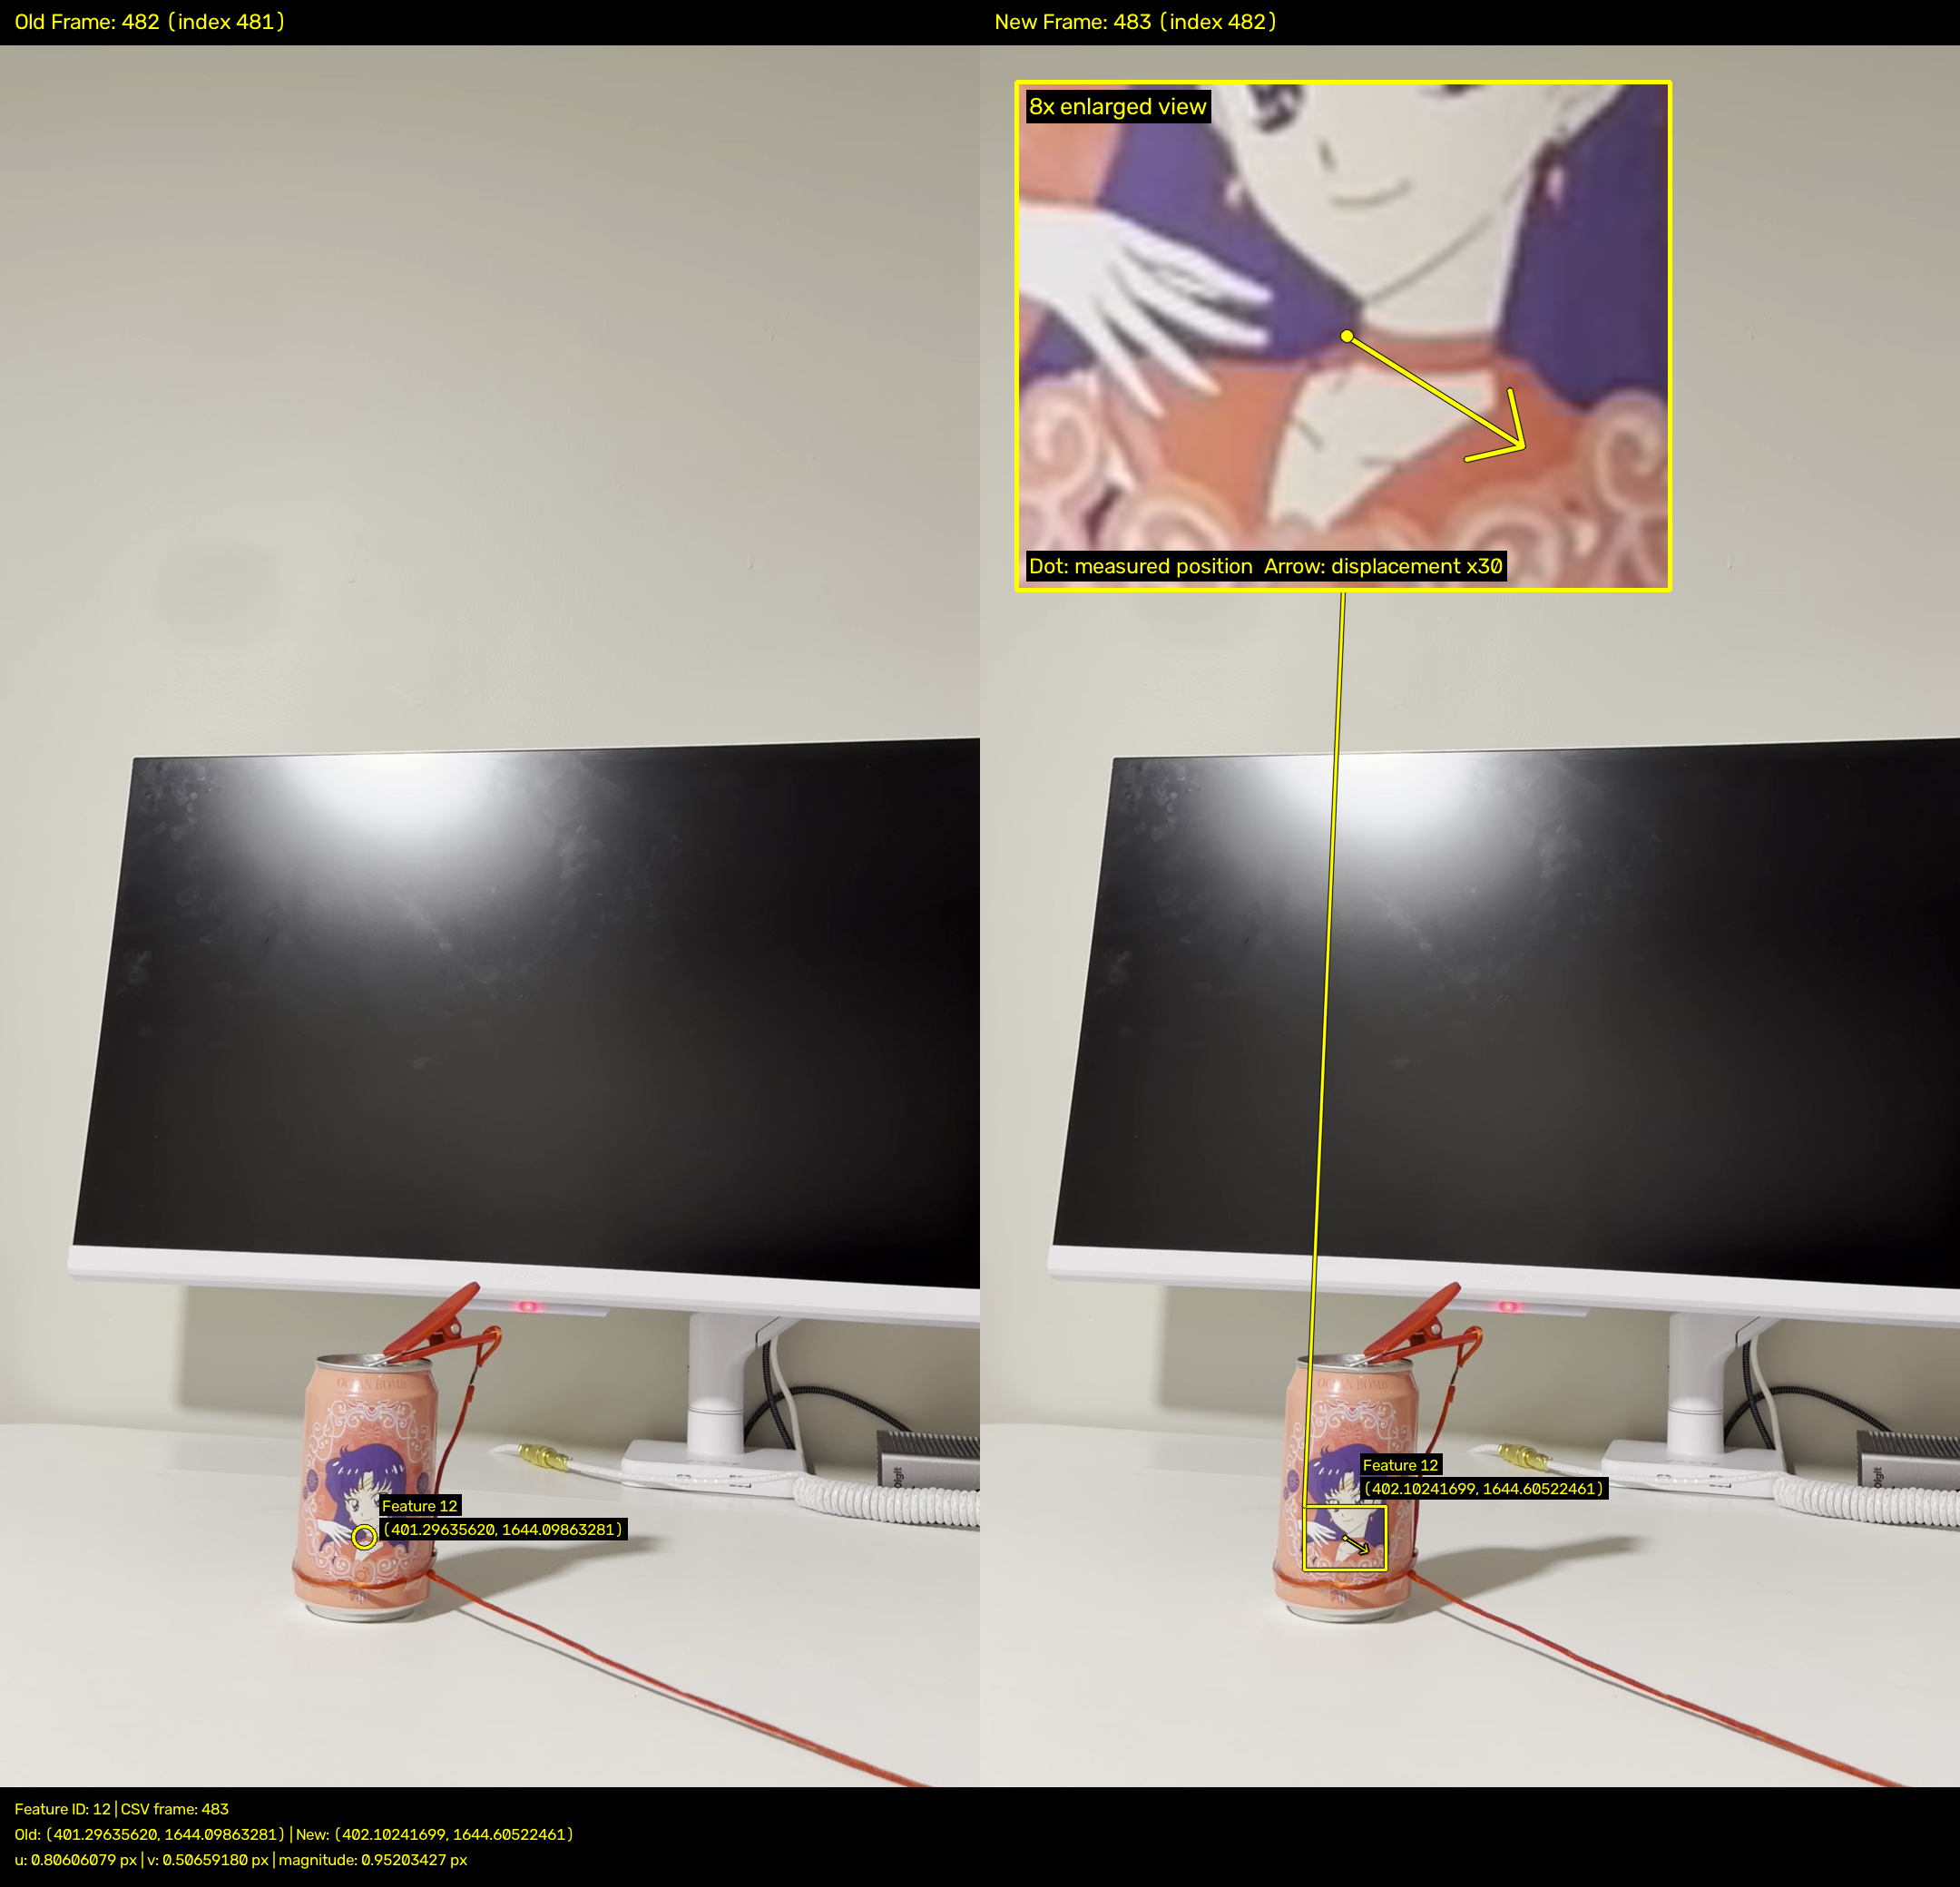 Old Frame: 482 (index 481)
New Frame: 483 (index 482)
8x enlarged view
Dot: measured position Arrow: displacement x30
OCEAN BOMB
Feature 12
(401.29635620, 1644.09863281)
Feature 12
(402.10241699, 1644.60522461)
Feature ID: 12 | CSV frame: 483
Old: (401.29635620, 1644.09863281) | New: (402.10241699, 1644.60522461)
u: 0.80606079 px | v: 0.50659180 px | magnitude: 0.95203427 px